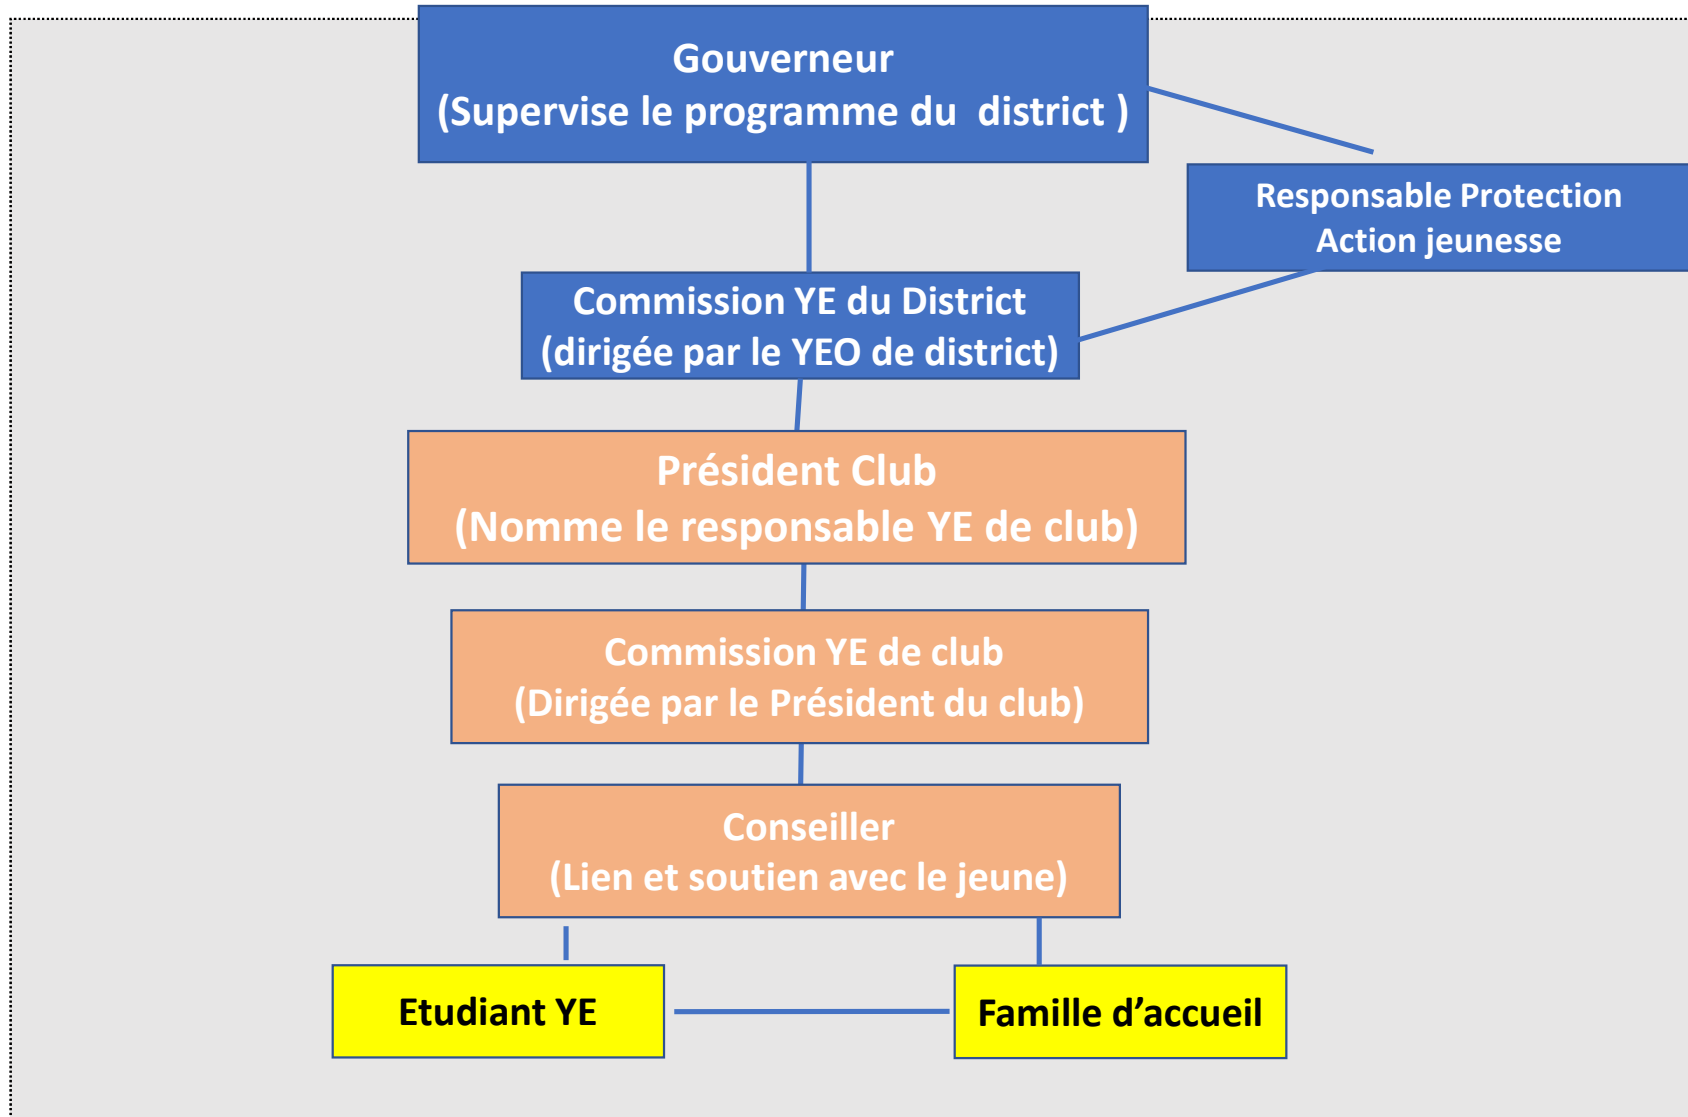 Gouverneur
(Supervise le programme du  district )
Responsable Protection
Action jeunesse
Commission YE du District
(dirigée par le YEO de district)
Président Club
(Nomme le responsable YE de club)
Commission YE de club
(Dirigée par le Président du club)
Conseiller
(Lien et soutien avec le jeune)
Etudiant YE
Famille d’accueil